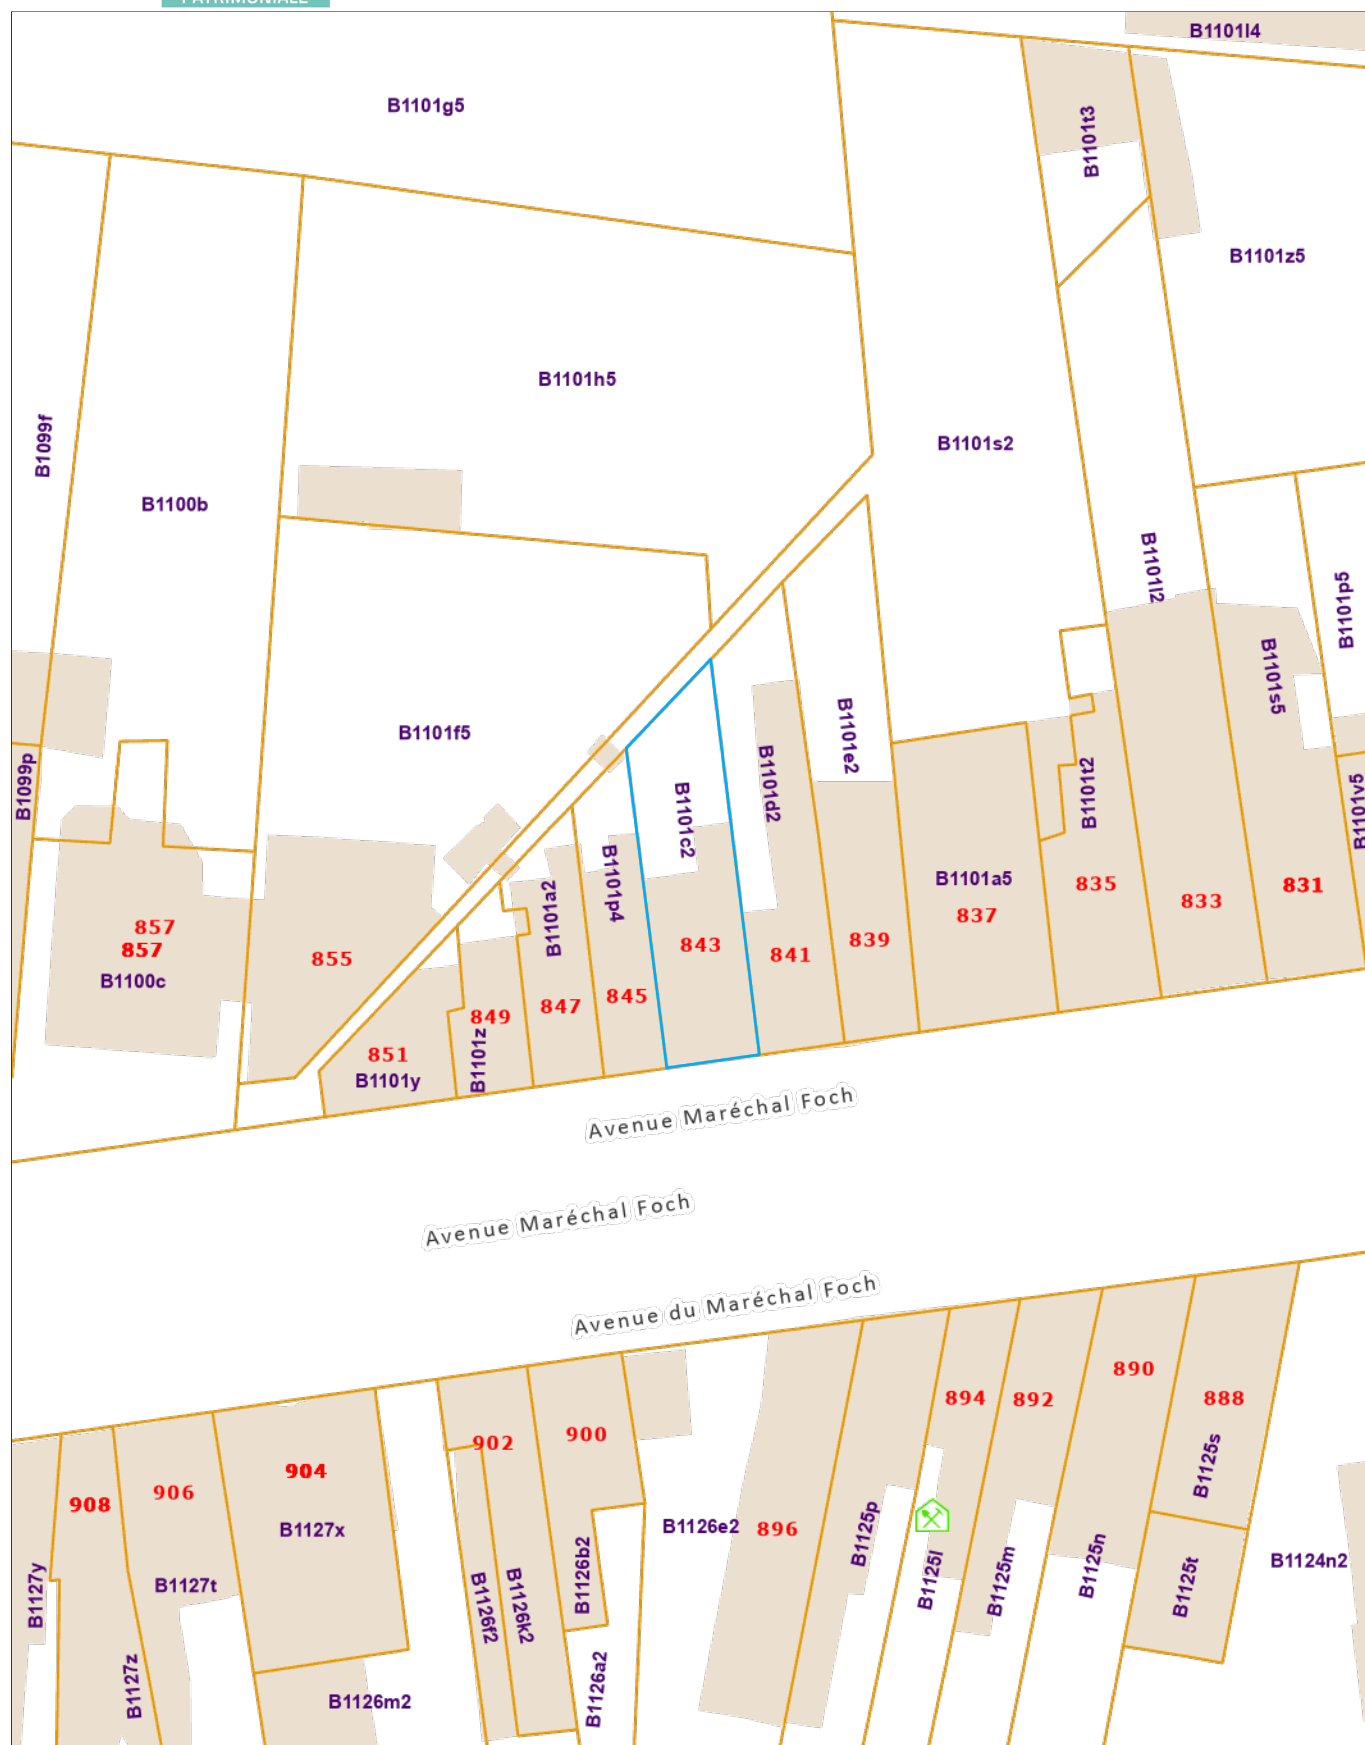 PATRIMONIALE
B1101l4
B1101g5
B1101t3
B1101z5
B1101h5
B1099f
B1101s2
B1100b
B1101l2
B1101p5
B1101s5
B1101f5
B1101e2
B1101d2
B1099p
B1101c2
B1101t2
B1101v5
B1101a2
B1101p4
B1101a5
835
831
833
837
857
857
B1100c
855
843
841
839
845
847
849
B1101z
851
B1101y
Avenue Maréchal Foch
Avenue Maréchal Foch
Avenue du Maréchal Foch
890
894
892
888
902
900
904
906
908
B1125s
B1127x
B1126e2
896
B1125p
B1125l
B1125m
B1125n
B1125t
B1124n2
B1127y
B1127t
B1126f2
B1126k2
B1126b2
B1127z
B1126m2
B1126a2